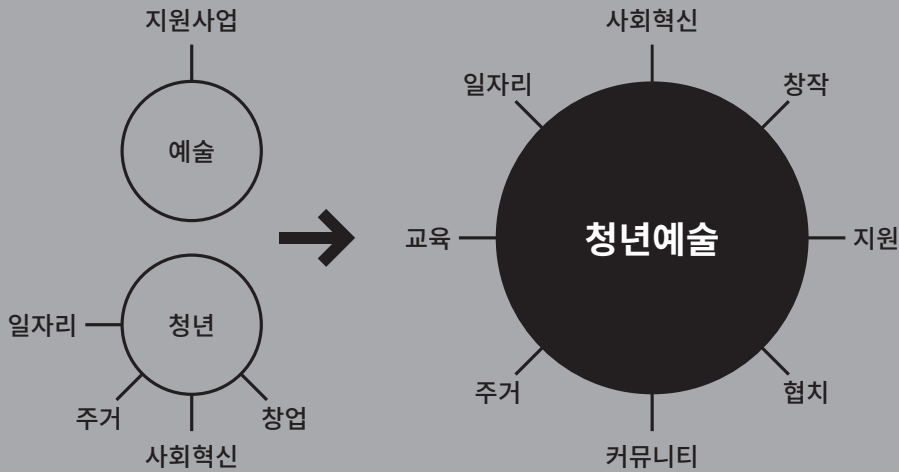 지원사업
예술
청년
일자리
주거
사회혁신
창업
사회혁신
일자리
창작
교육
청년예술
지원
주거
협치
커뮤니티